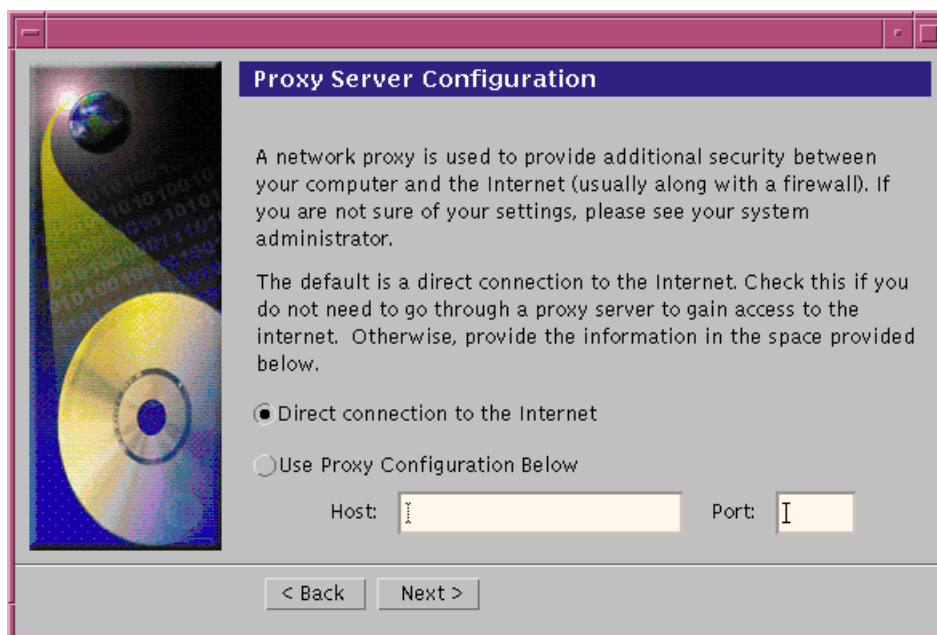 Proxy Server Configuration
A network proxy is used to provide additional security between
your computer and the Internet (usually along with a firewall). If
you are not sure of your settings, please see your system
administrator.
The default is a direct connection to the Internet. Check this if you
do not need to go through a proxy server to gain access to the
internet.  Otherwise, provide the information in the space provided
below.
Direct connection to the Internet
Use Proxy Configuration Below
Host: Port:
< Back Next >